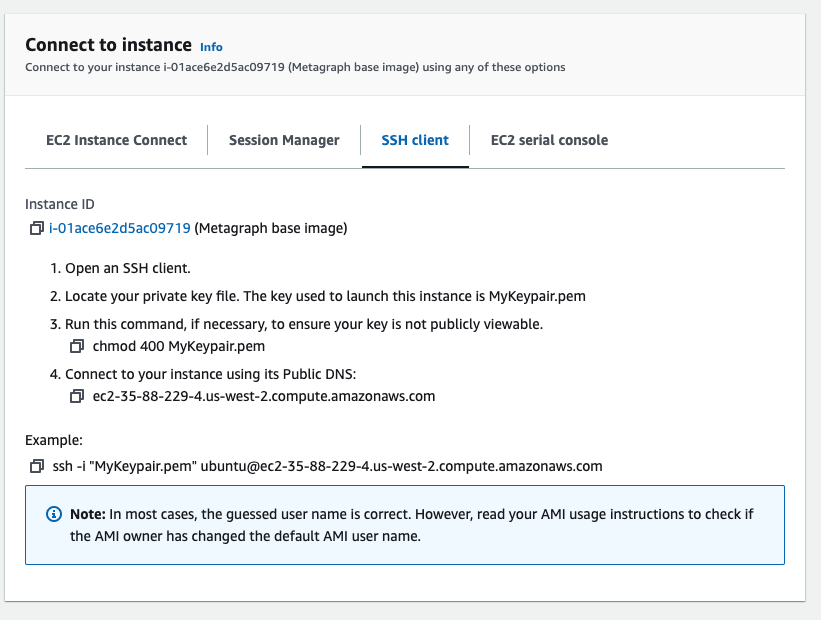 Connect to instance Info
Connect to your instance i-01ace6e2d5ac09719 (Metagraph base image) using any of these options
EC2 Instance Connect Session Manager SSH client EC2 serial console
Instance ID
i-01ace6e2d5ac09719 (Metagraph base image)
1. Open an SSH client.
2. Locate your private key file. The key used to launch this instance is MyKeypair.pem
3. Run this command, if necessary, to ensure your key is not publicly viewable.
chmod 400 MyKeypair.pem
4. Connect to your instance using its Public DNS:
ec2-35-88-229-4.us-west-2.compute.amazonaws.com
Example:
ssh -i "MyKeypair.pem" ubuntu@ec2-35-88-229-4.us-west-2.compute.amazonaws.com
Note: In most cases, the guessed user name is correct. However, read your AMI usage instructions to check if
the AMI owner has changed the default AMI user name.